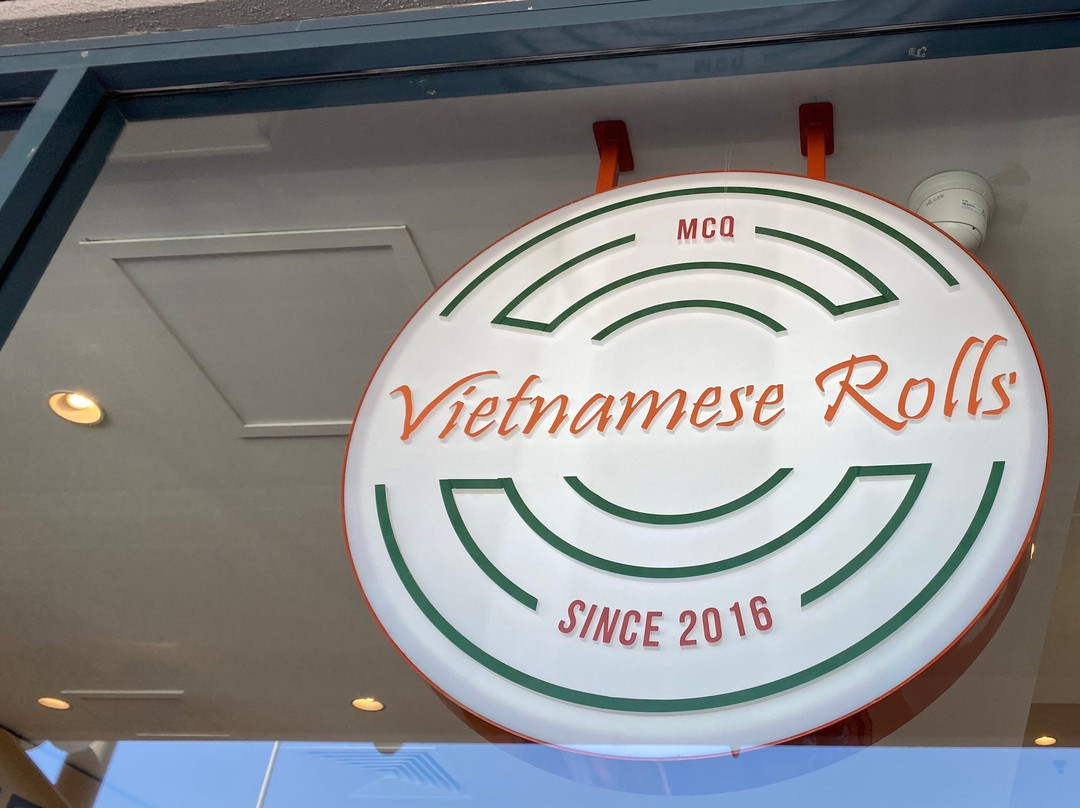 MCQ
Vietnamese Rolls
SINCE 2016